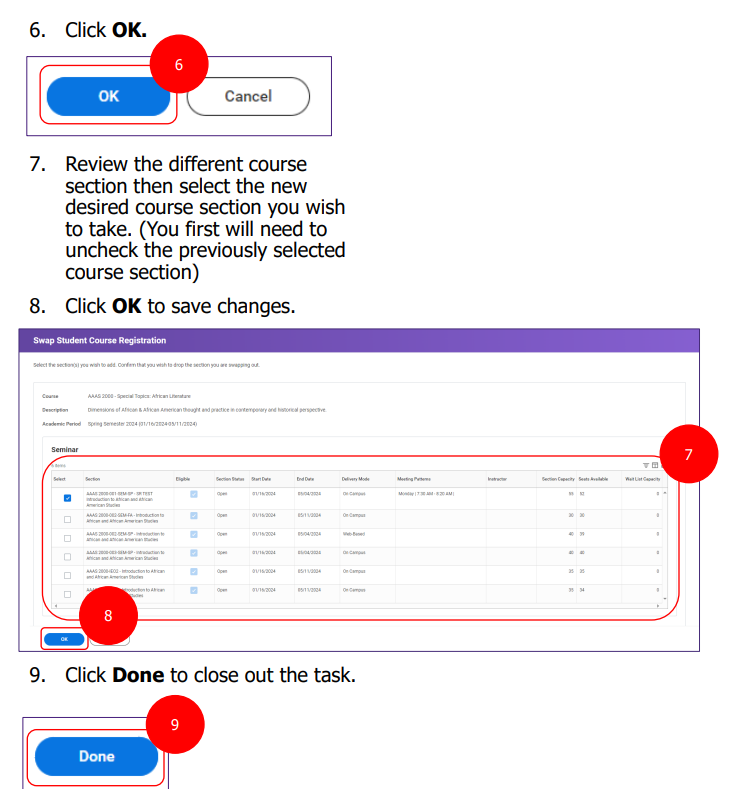 6. Click OK.
6
OK Cancel
7. Review the different course
section then select the new
desired course section you wish
to take. (You first will need to
uncheck the previously selected
course section)
8. Click OK to save changes.
Swap Student Course Registration
Select the section(s) you wish to add. Confirm that you wish to drop the section you are swapping out.
Course AAAS 2000 - Special Topics: African Literature
Description Dimensions of African & African American thought and practice in contemporary and historical perspective.
Academic Period Spring Semester 2024 (01/16/2024-05/11/2024)
Seminar
7
items
Select Section Eligible Section Status Start Date End Date Delivery Mode Meeting Patterns Instructor Section Capacity Seats Available Wait List Capacity
AAAS 2000-001-SEM-SP - SR TEST Open 01/16/2024 05/04/2024 On Campus Monday | 7:30 AM - 8:20 AM | 55 52 0
Introduction to African and African
American Studies
AAAS 2000-002-SEM-FA - Introduction to Open 01/16/2024 05/11/2024 On Campus 30 30 0
African and African American Studies
AAAS 2000-002-SEM-SP - Introduction to Open 01/16/2024 05/04/2024 Web-Based 40 39 0
African and African American Studies
AAAS 2000-003-SEM-SP - Introduction to Open 01/16/2024 05/04/2024 On Campus 40 40 0
African and African American Studies
AAAS 2000-IE02 - Introduction to African Open 01/16/2024 05/11/2024 On Campus 35 35 0
and African American Studies
Introduction to African Open 01/16/2024 05/11/2024 On Campus 35 34 0
Studies
8
OK
9. Click Done to close out the task.
9
Done